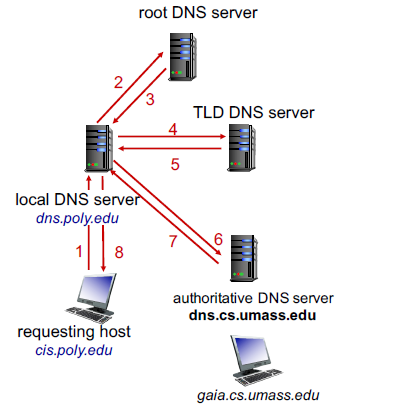 root DNS server
2
3
TLD DNS server
4
5
local DNS server
dns.poly.edu
6
7
1
8
authoritative DNS server
dns.cs.umass.edu
requesting host
cis.poly.edu
gaia.cs.umass.edu